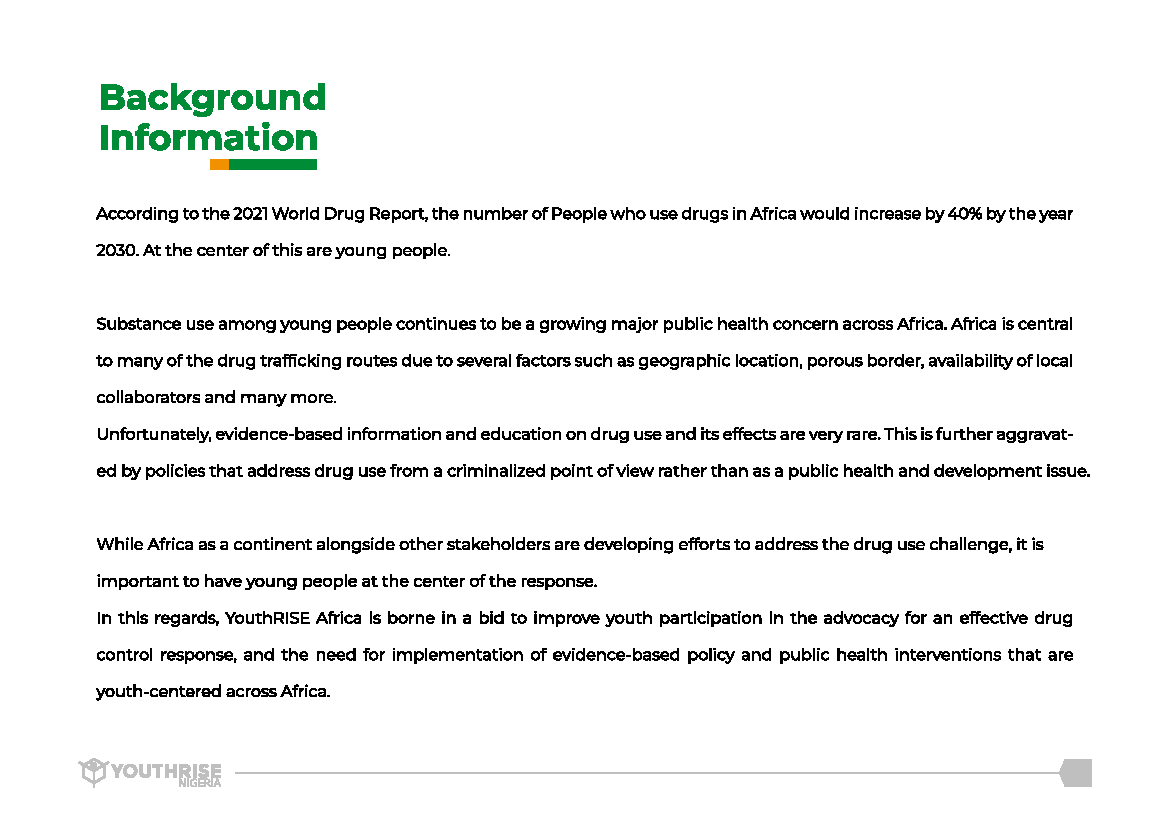 Background
Information
According to the 2021 World Drug Report, the number of People who use drugs in Africa would increase by 40% by the year
2030. At the center of this are young people.
Substance use among young people continues to be a growing major public health concern across Africa. Africa is central
to many of the drug trafficking routes due to several factors such as geographic location, porous border, availability of local
collaborators and many more.
Unfortunately, evidence-based information and education on drug use and its effects are very rare. This is further aggravat-
ed by policies that address drug use from a criminalized point of view rather than as a public health and development issue.
While Africa as a continent alongside other stakeholders are developing efforts to address the drug use challenge, it is
important to have young people at the center of the response.
In this regards, YouthRISE Africa is borne in a bid to improve youth participation in the advocacy for an effective drug
control response, and the need for implementation of evidence-based policy and public health interventions that are
youth-centered across Africa.
YOUTHRISE
NIGERIA